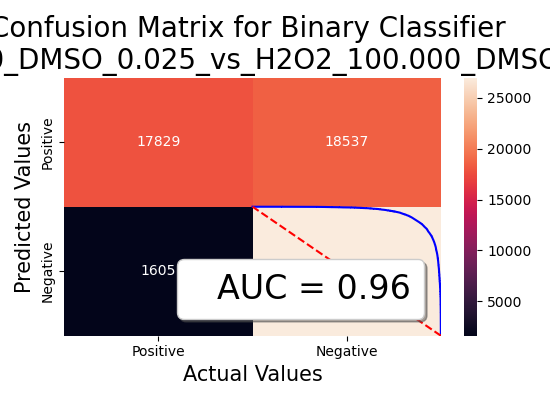 Confusion Matrix for Binary Classifier
0_DMSO_0.025_vs_H2O2_100.000_DMSO
Predicted Values
Positive
Negative
17829
18537
1605
AUC = 0.96
Positive
Negative
Actual Values
25000
20000
15000
10000
5000